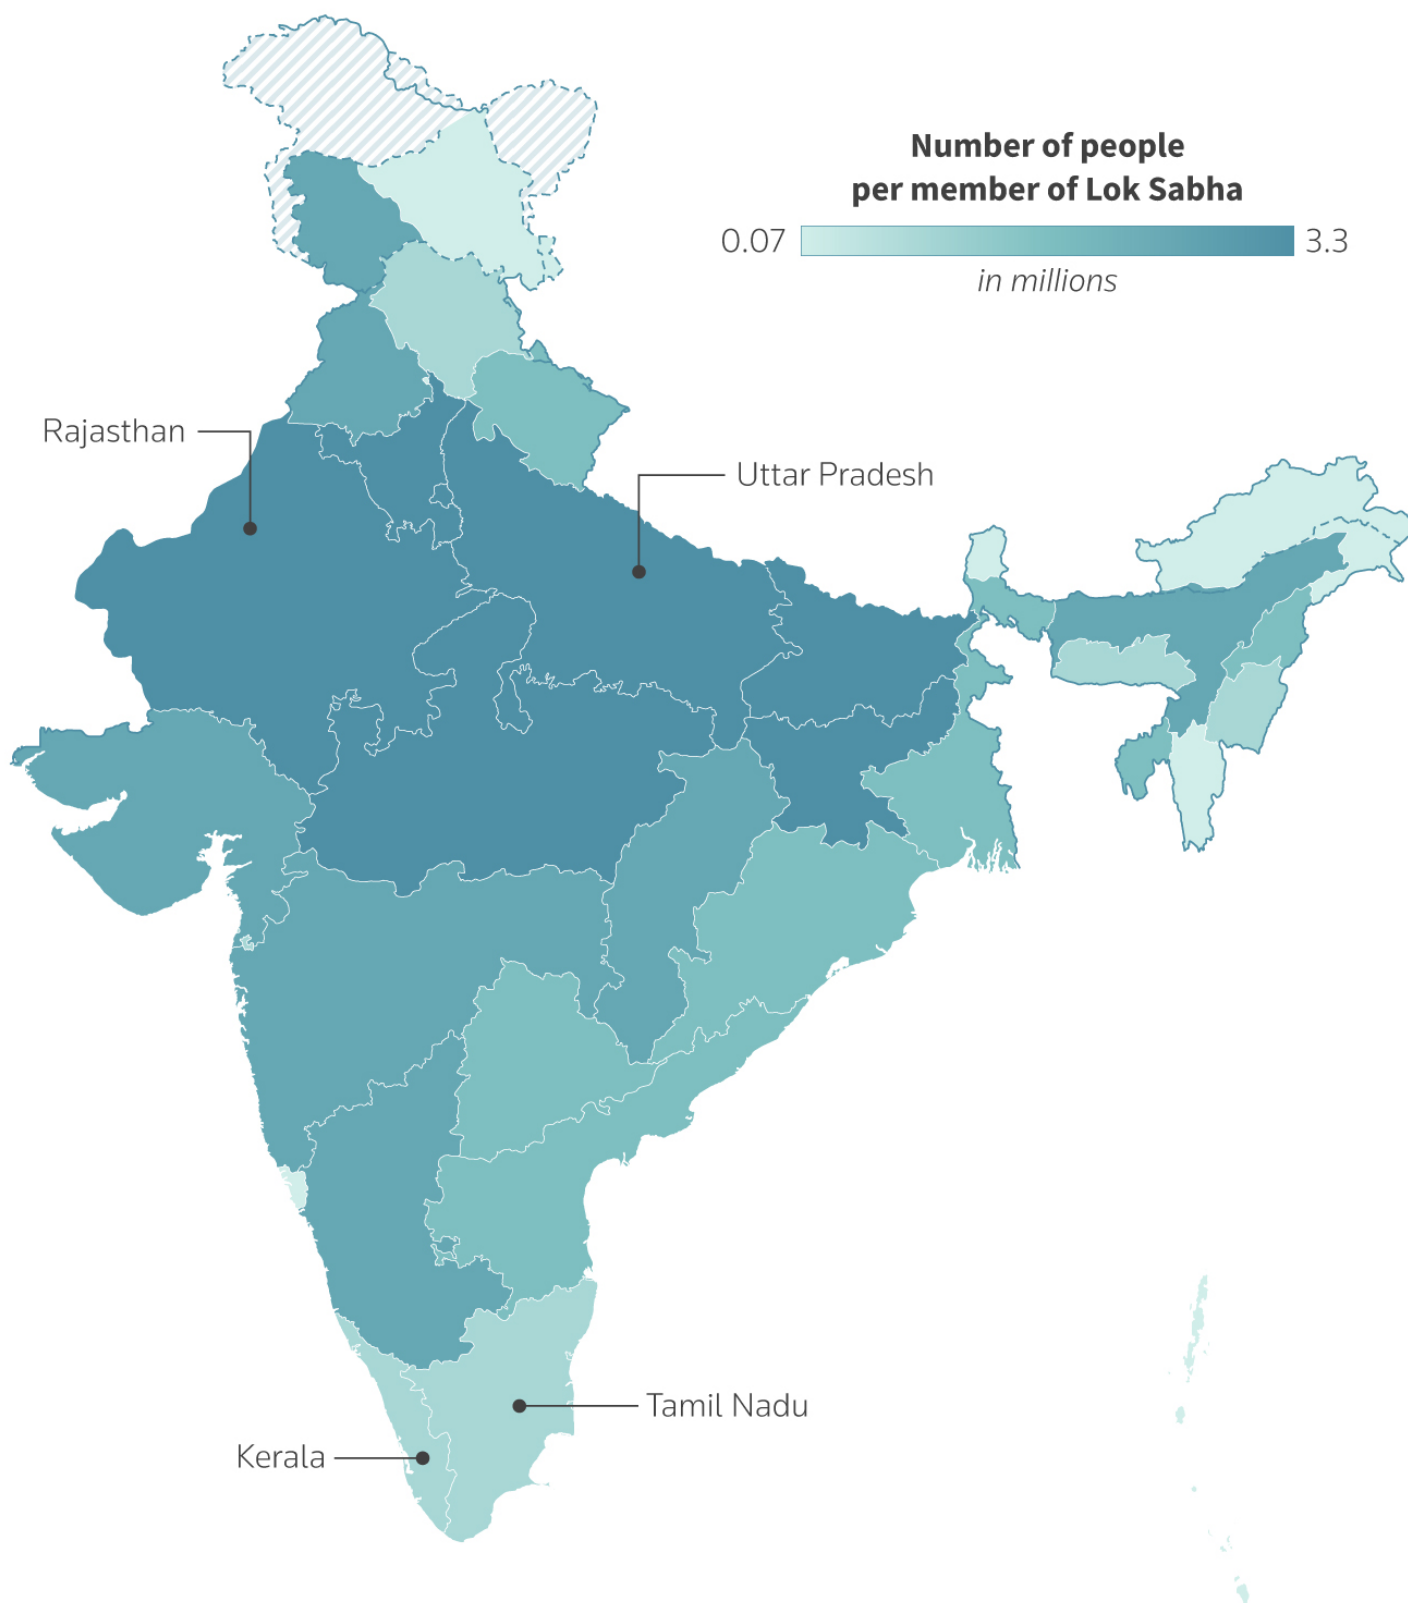 Number of people
per member of Lok Sabha
0.07 3.3
in millions
Rajasthan
Uttar Pradesh
Tamil Nadu
Kerala